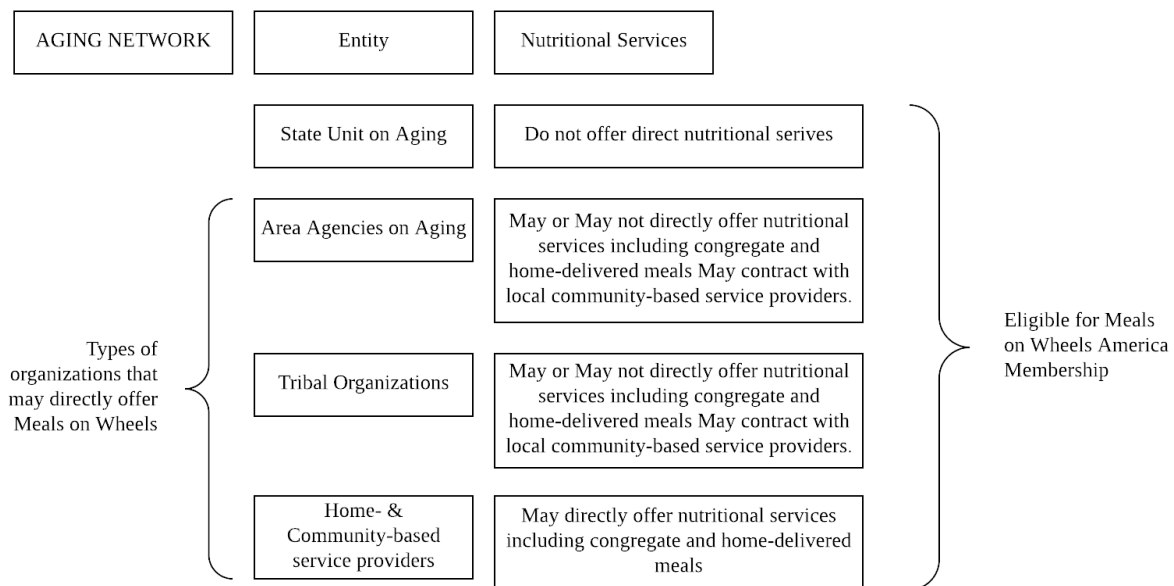 AGING NETWORK
Entity
Nutritional Services
State Unit on Aging
Do not offer direct nutritional serives
Area Agencies on Aging
May or May not directly offer nutritional
services including congregate and
home-delivered meals May contract with
local community-based service providers.
Types of
organizations that
may directly offer
Meals on Wheels
Tribal Organizations
May or May not directly offer nutritional
services including congregate and
home-delivered meals May contract with
local community-based service providers.
Home- &
Community-based
service providers
May directly offer nutritional services
including congregate and home-delivered
meals
Eligible for Meals
on Wheels America
Membership